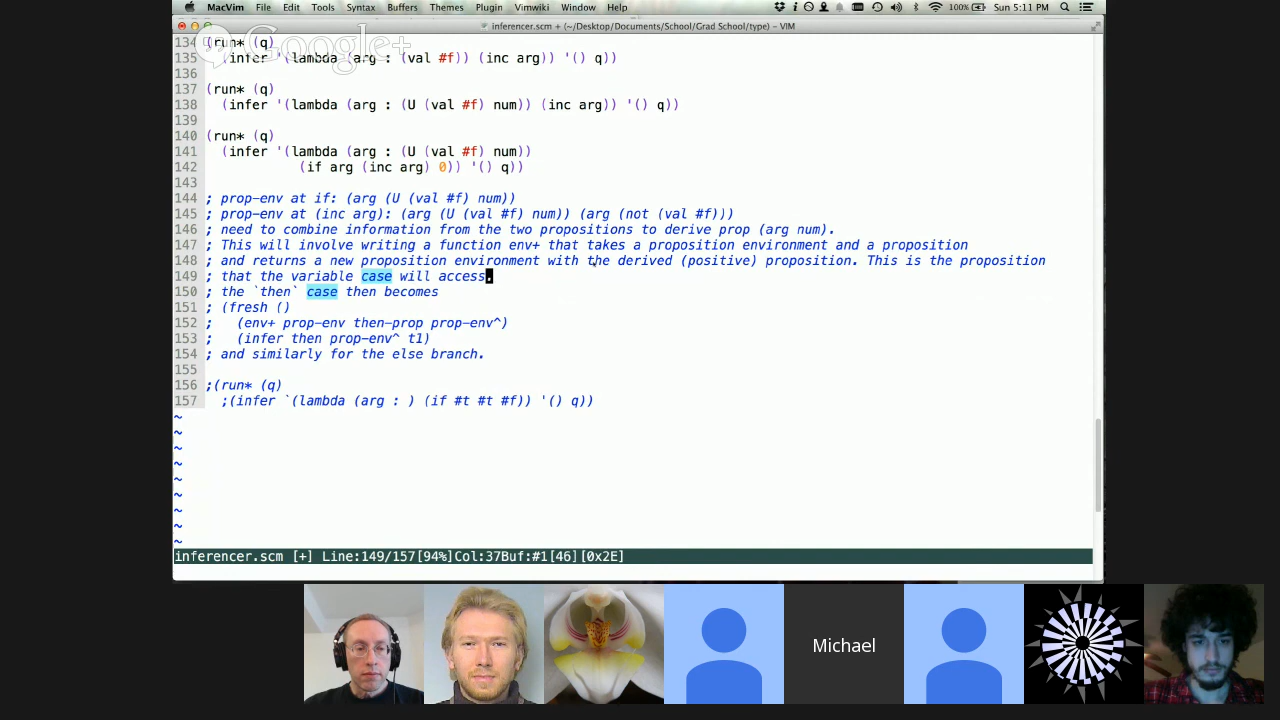 MacVim File Edit Tools Syntax Buffers Themes Plugin Vimwiki Window Help 100% Sun 5:11 PM
inferencer.scm + (~/Desktop/Documents/School/Grad School/type) – VIM
Google+
134 (run* (q)
135 (infer '(lambda (arg : (val #f)) (inc arg)) '() q))
136
137 (run* (q)
138 (infer '(lambda (arg : (U (val #f) num)) (inc arg)) '() q))
139
140 (run* (q)
141 (infer '(lambda (arg : (U (val #f) num))
142 (if arg (inc arg) 0)) '() q))
143
144 ; prop-env at if: (arg (U (val #f) num))
145 ; prop-env at (inc arg): (arg (U (val #f) num)) (arg (not (val #f)))
146 ; need to combine information from the two propositions to derive prop (arg num).
147 ; This will involve writing a function env+ that takes a proposition environment and a proposition
148 ; and returns a new proposition environment with the derived (positive) proposition. This is the proposition
149 ; that the variable case will access.
150 ; the `then` case then becomes
151 ; (fresh ()
152 ; (env+ prop-env then-prop prop-env^)
153 ; (infer then prop-env^ t1)
154 ; and similarly for the else branch.
155
156 ;(run* (q)
157 ;(infer `(lambda (arg : ) (if #t #t #f)) '() q))
~
~
~
~
~
~
~
~
~
inferencer.scm [+] Line:149/157[94%]Col:37Buf:#1[46][0x2E]
Michael